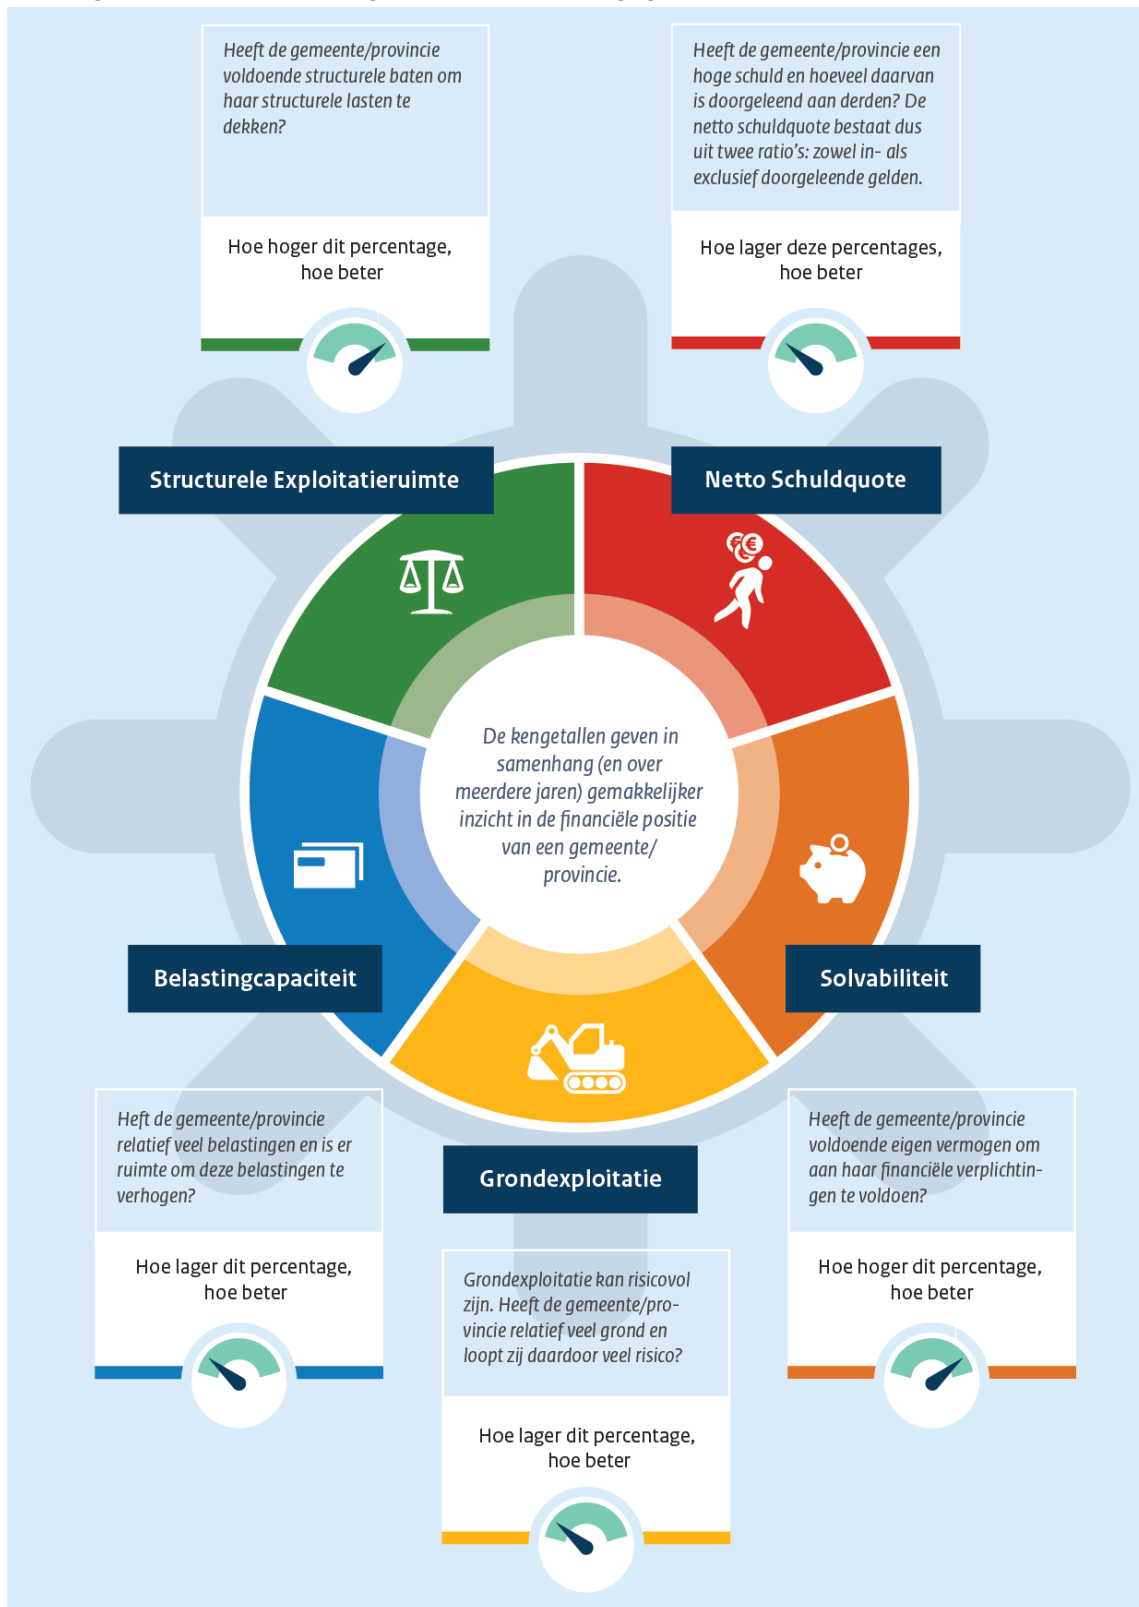 Heeft de gemeente/provincie
voldoende structurele baten om
haar structurele lasten te
dekken?
Hoe hoger dit percentage,
hoe beter
Heeft de gemeente/provincie een
hoge schuld en hoeveel daarvan
is doorgeleend aan derden? De
netto schuldquote bestaat dus
uit twee ratio's: zowel in- als
exclusief doorgeleende gelden.
Hoe lager deze percentages,
hoe beter
Structurele Exploitatieruimte
Netto Schuldquote
€€
€
De kengetallen geven in
samenhang (en over
meerdere jaren) gemakkelijker
inzicht in de financiële positie
van een gemeente/
provincie.
Belastingcapaciteit
Solvabiliteit
Heft de gemeente/provincie
relatief veel belastingen en is er
ruimte om deze belastingen te
verhogen?
Hoe lager dit percentage,
hoe beter
Grondexploitatie
Grondexploitatie kan risicovol
zijn. Heeft de gemeente/pro-
vincie relatief veel grond en
loopt zij daardoor veel risico?
Hoe lager dit percentage,
hoe beter
Heeft de gemeente/provincie
voldoende eigen vermogen om
aan haar financiële verplichtin-
gen te voldoen?
Hoe hoger dit percentage,
hoe beter